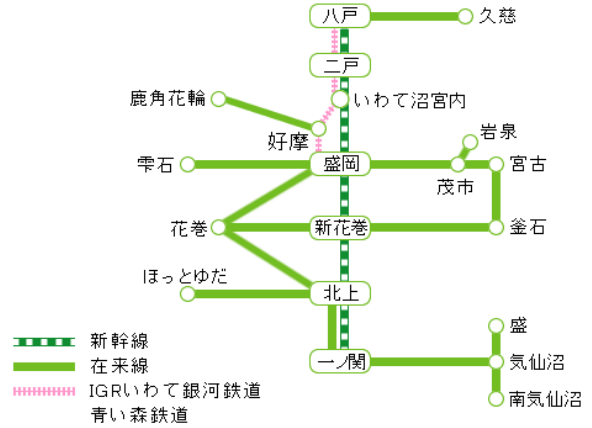 八戸
久慈
二戸
鹿角花輪
いわて沼宮内
好摩
岩泉
雫石
盛岡
宮古
茂市
花巻
新花巻
釜石
ほっとゆだ
北上
盛
新幹線
在来線
一ノ関
気仙沼
IGRいわて銀河鉄道
青い森鉄道
南気仙沼